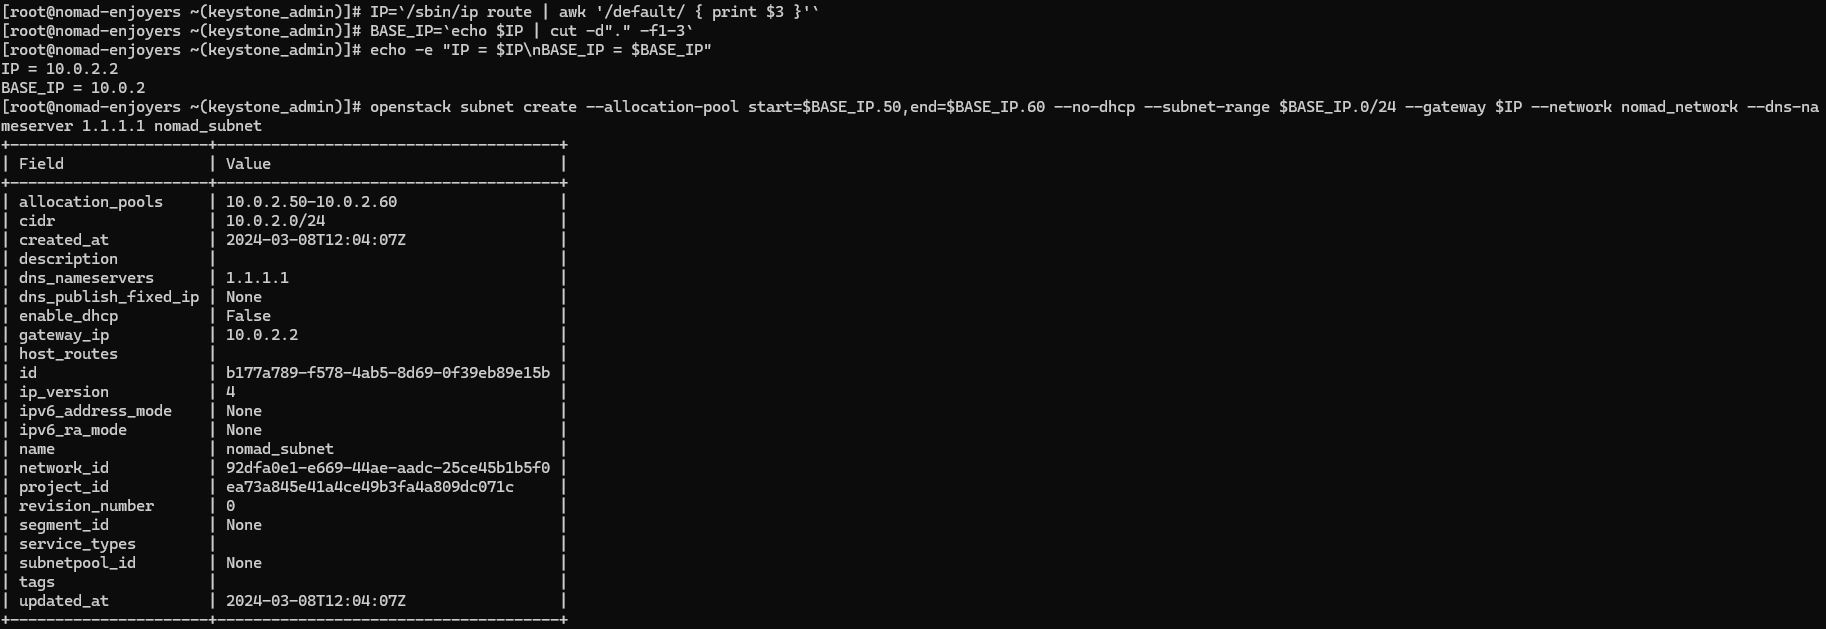 [root@nomad-enjoyers ~(keystone_admin)]# IP=`/sbin/ip route | awk '/default/ { print $3 }'`
[root@nomad-enjoyers ~(keystone_admin)]# BASE_IP=`echo $IP | cut -d"." -f1-3`
[root@nomad-enjoyers ~(keystone_admin)]# echo -e "IP = $IP\nBASE_IP = $BASE_IP"
IP = 10.0.2.2
BASE_IP = 10.0.2
[root@nomad-enjoyers ~(keystone_admin)]# openstack subnet create --allocation-pool start=$BASE_IP.50,end=$BASE_IP.60 --no-dhcp --subnet-range $BASE_IP.0/24 --gateway $IP --network nomad_network --dns-na
meserver 1.1.1.1 nomad_subnet
+----------------------+--------------------------------------+
| Field                | Value                                |
+----------------------+--------------------------------------+
| allocation_pools     | 10.0.2.50-10.0.2.60                  |
| cidr                 | 10.0.2.0/24                          |
| created_at           | 2024-03-08T12:04:07Z                 |
| description          |                                      |
| dns_nameservers      | 1.1.1.1                              |
| dns_publish_fixed_ip | None                                 |
| enable_dhcp          | False                                |
| gateway_ip           | 10.0.2.2                             |
| host_routes          |                                      |
| id                   | b177a789-f578-4ab5-8d69-0f39eb89e15b |
| ip_version           | 4                                    |
| ipv6_address_mode    | None                                 |
| ipv6_ra_mode         | None                                 |
| name                 | nomad_subnet                         |
| network_id           | 92dfa0e1-e669-44ae-aadc-25ce45b1b5f0 |
| project_id           | ea73a845e41a4ce49b3fa4a809dc071c     |
| revision_number      | 0                                    |
| segment_id           | None                                 |
| service_types        |                                      |
| subnetpool_id        | None                                 |
| tags                 |                                      |
| updated_at           | 2024-03-08T12:04:07Z                 |
+----------------------+--------------------------------------+